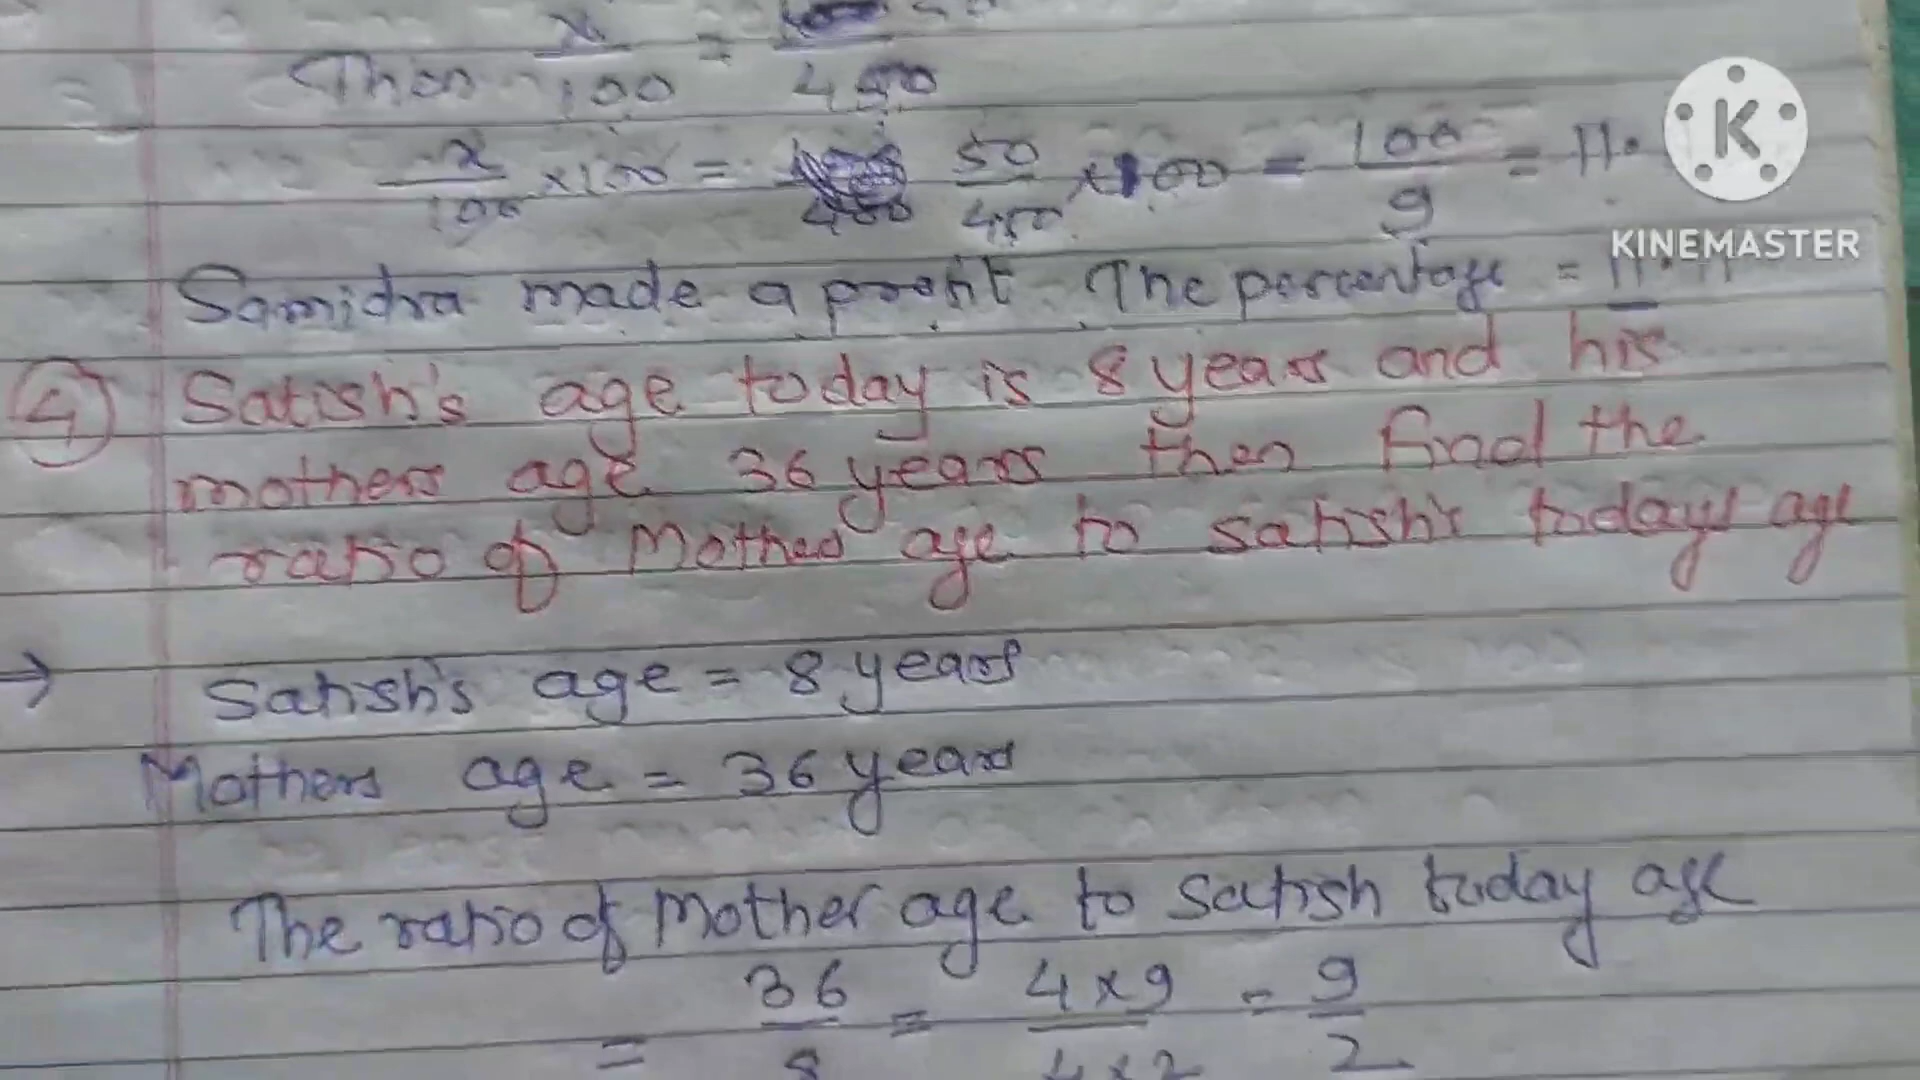 Then x/100 = /450
x/100 × 100 = 50/450 × 100 = 100/9 = 11.
KINEMASTER
Samidra made a profit The percentage = 11.11
4 Satish's age today is 8 years and his
mothers age 36 years then find the
ratio of Mother age to satish's todays age
→ Satish's age = 8 years
Mothers age = 36 years
The ratio of Mother age to Satish today age
= 36/8 = 4×9/4×2 = 9/2